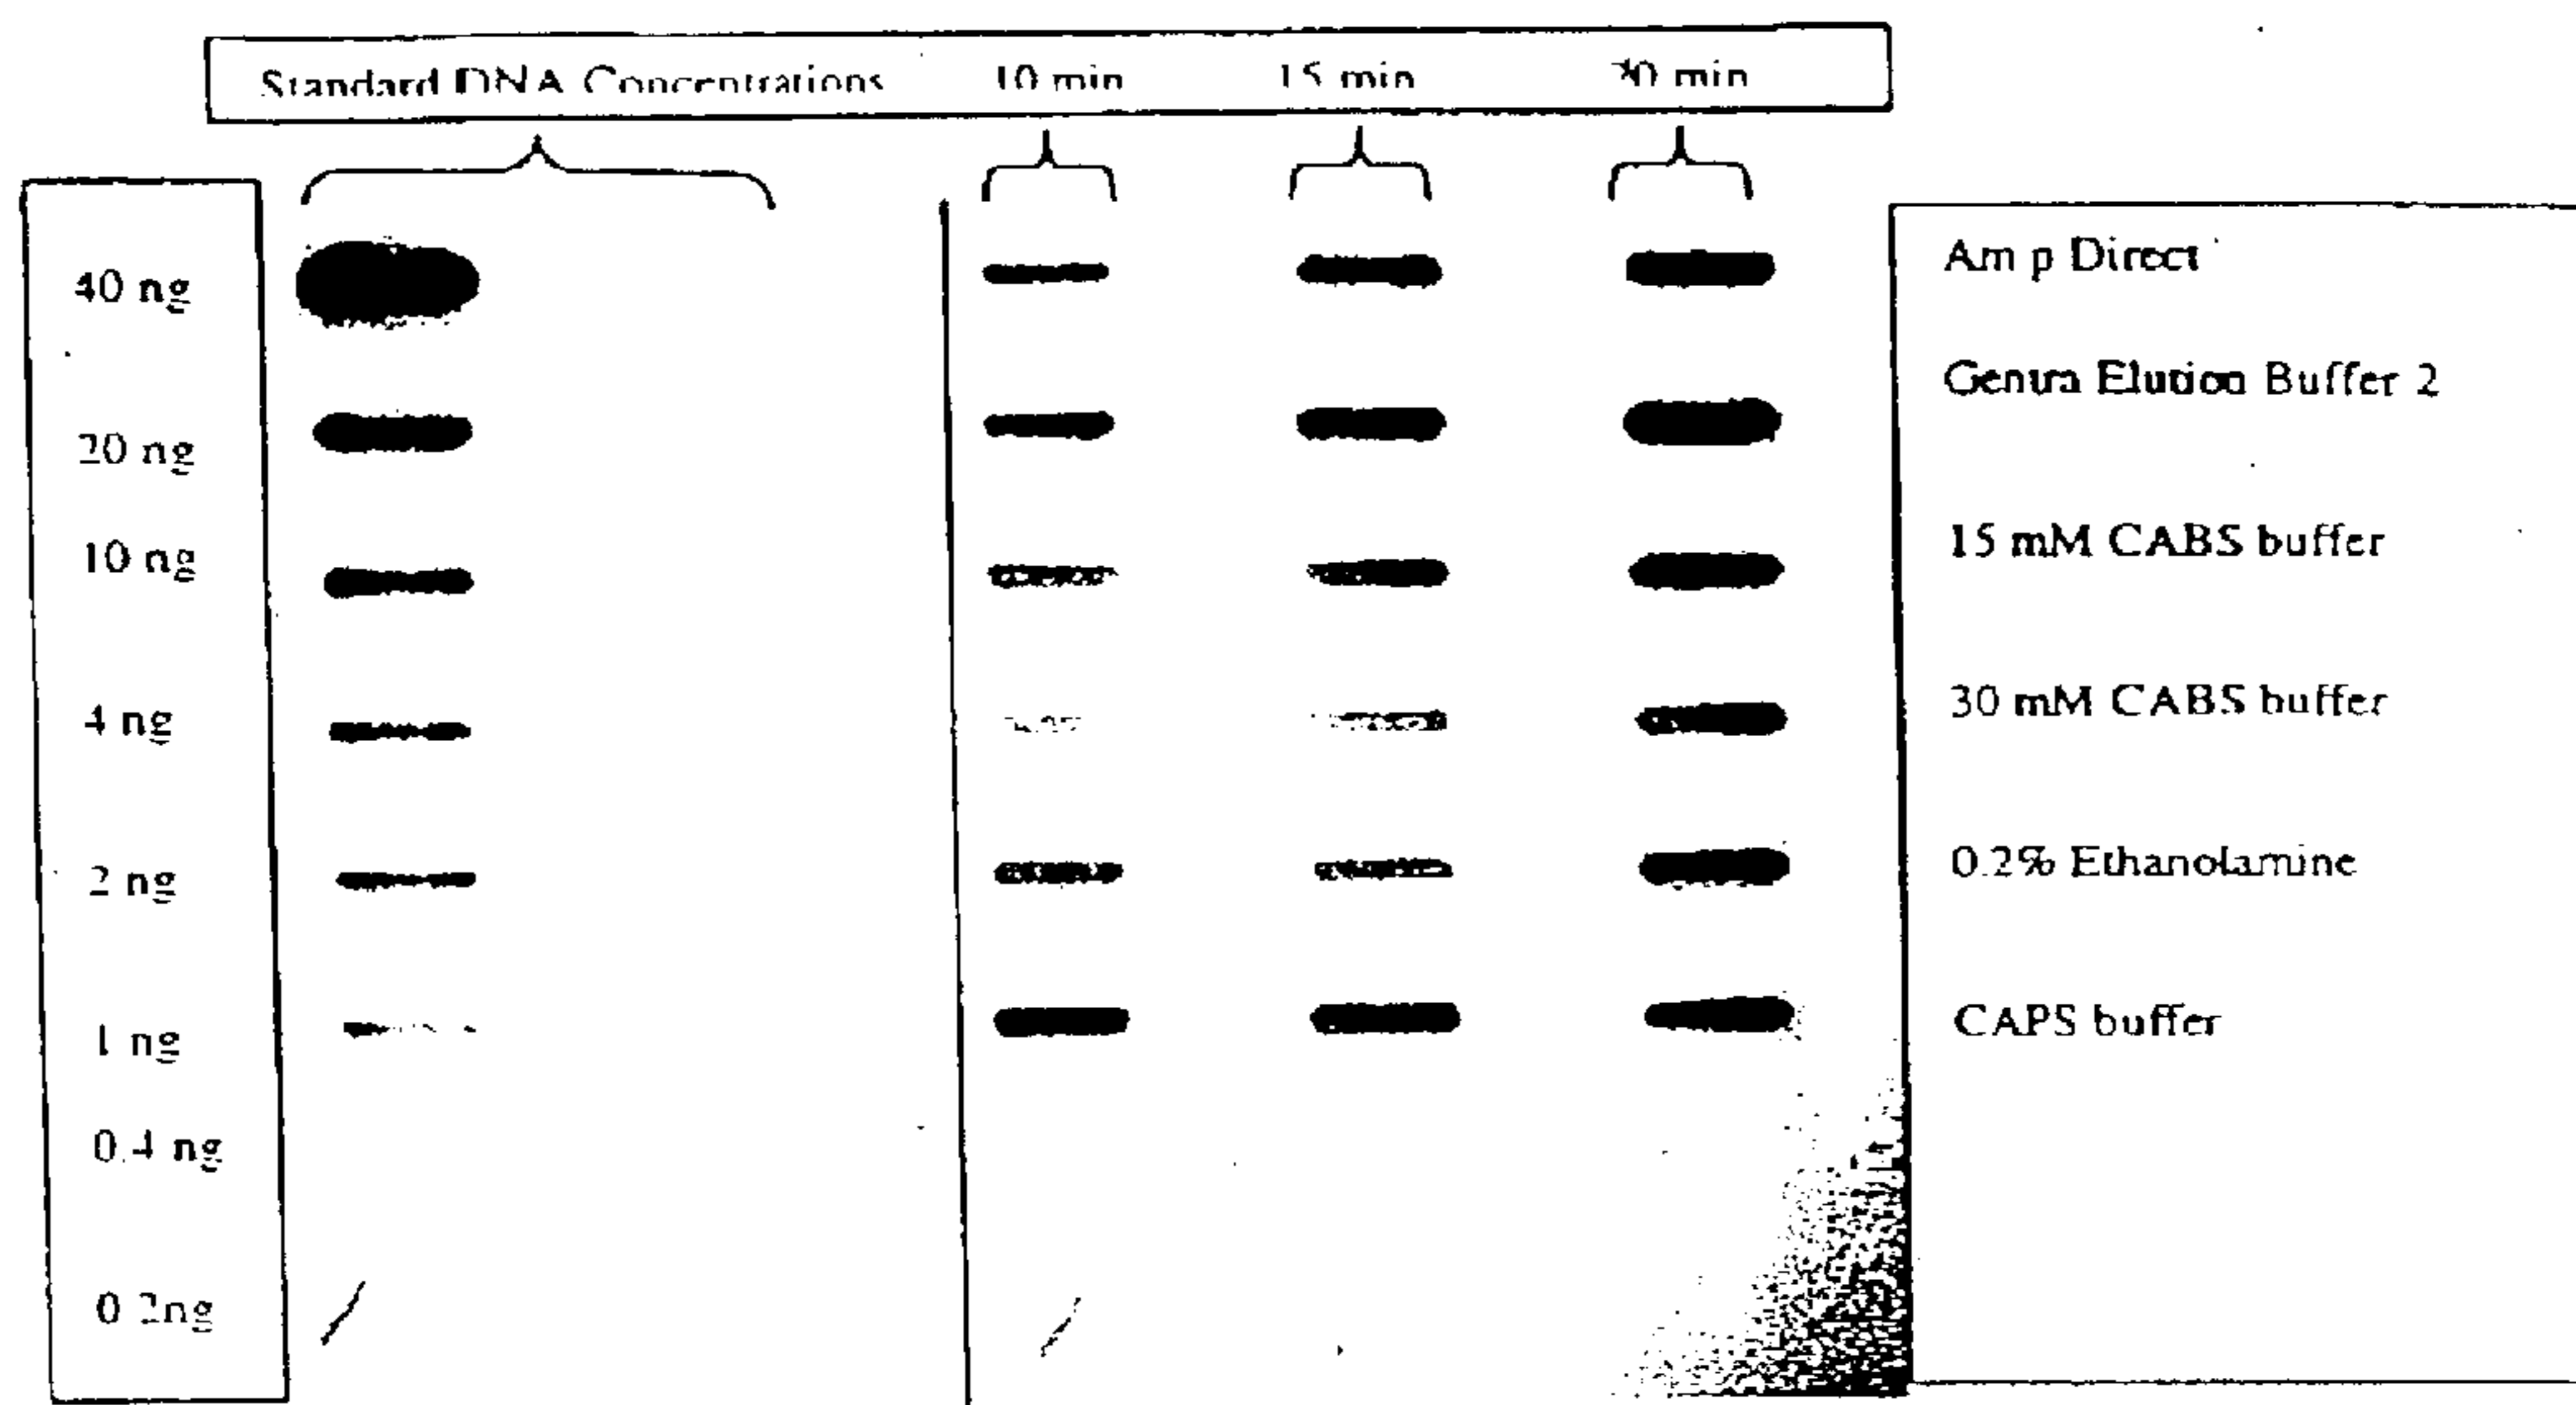 Standard DNA Concentrations 10 min 15 min min
40 ng
20 ng
10 ng
4 ng
2 ng
1 ng
0.4 ng
0.2ng
Am p Direct
Gentra Elution Buffer 2
15 mM CABS buffer
30 mM CABS buffer
0.2% Ethanolamine
CAPS buffer